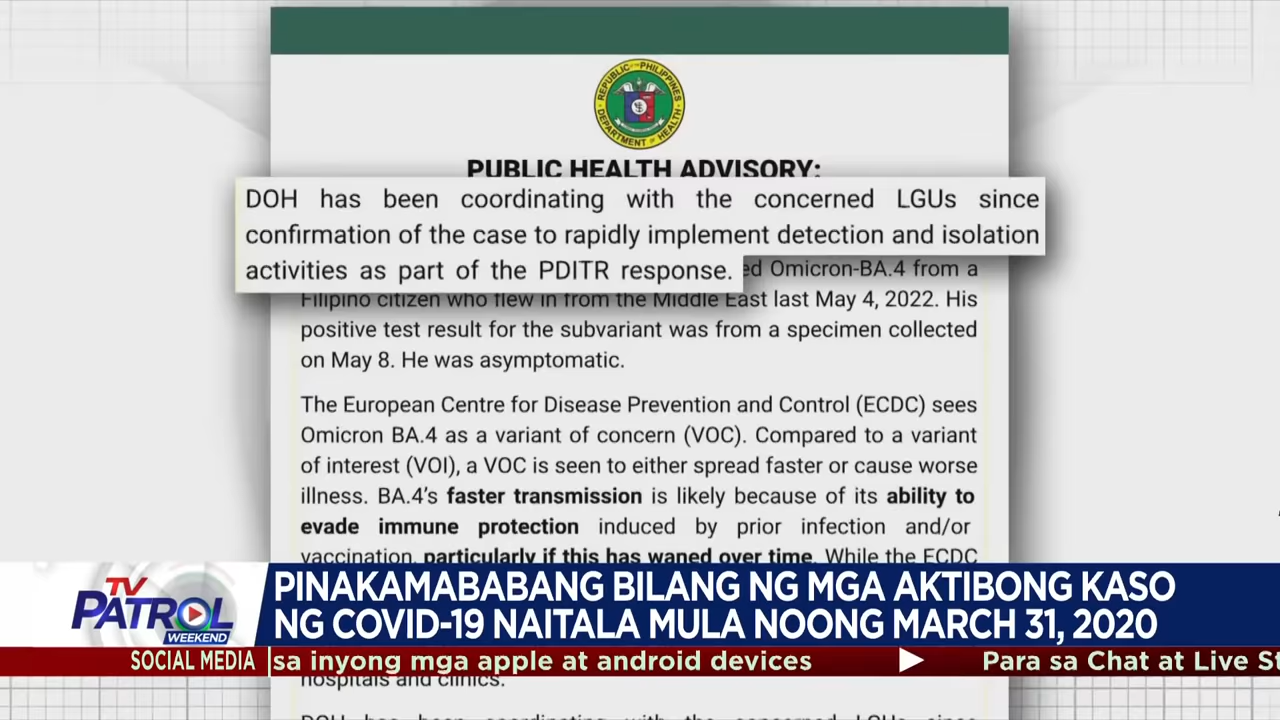 REPUBLIC OF THE PHILIPPINES
DEPARTMENT OF HEALTH
PUBLIC HEALTH ADVISORY:
DOH has been coordinating with the concerned LGUs since
confirmation of the case to rapidly implement detection and isolation
activities as part of the PDITR response.
ed Omicron-BA.4 from a
Filipino citizen who flew in from the Middle East last May 4, 2022. His
positive test result for the subvariant was from a specimen collected
on May 8. He was asymptomatic.
The European Centre for Disease Prevention and Control (ECDC) sees
Omicron BA.4 as a variant of concern (VOC). Compared to a variant
of interest (VOI), a VOC is seen to either spread faster or cause worse
illness. BA.4’s faster transmission is likely because of its ability to
evade immune protection induced by prior infection and/or
vaccination, particularly if this has waned over time. While the ECDC
TV
PATROL
WEEKEND
PINAKAMABABANG BILANG NG MGA AKTIBONG KASO
NG COVID-19 NAITALA MULA NOONG MARCH 31, 2020
SOCIAL MEDIA sa inyong mga apple at android devices Para sa Chat at Live St
hospitals and clinics.
DOH has been coordinating with the concerned LGUs since